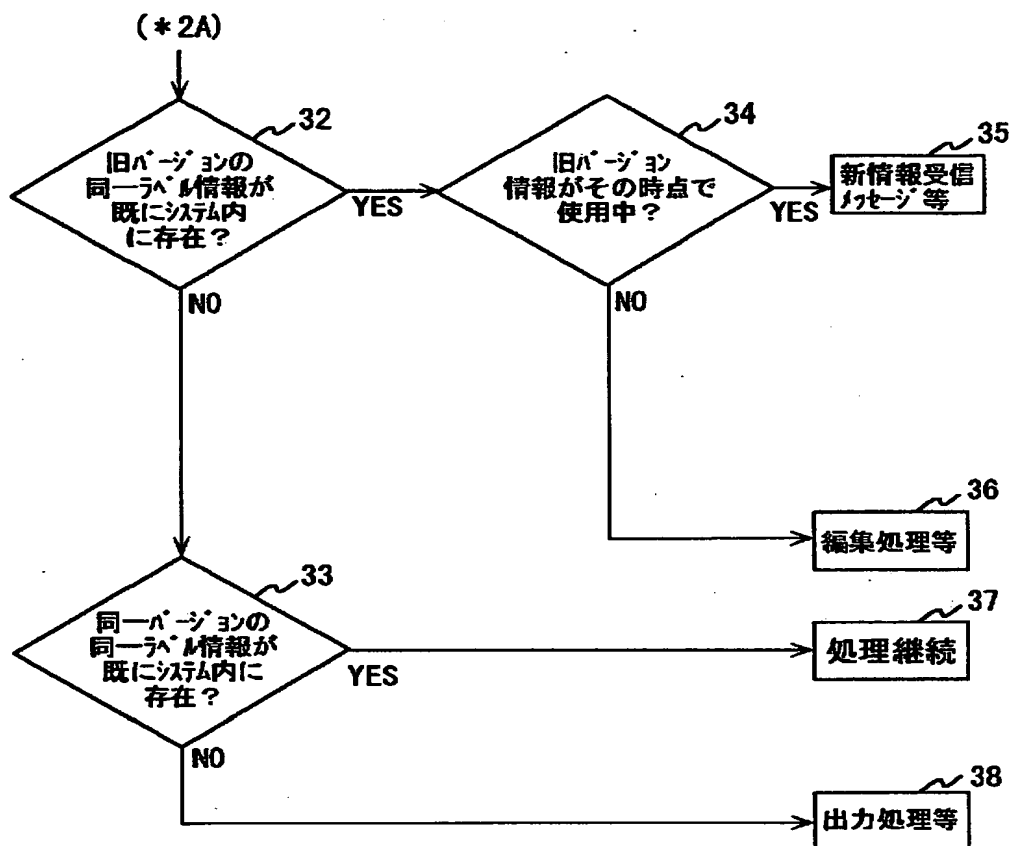 (*2A)
32
旧バージョンの
同一ラベル情報が
既にシステム内
に存在？
YES
NO
34
旧バージョン
情報がその時点で
使用中？
YES
NO
35
新情報受信
メッセージ等
36
編集処理等
33
同一バージョンの
同一ラベル情報が
既にシステム内に
存在？
YES
NO
37
処理継続
38
出力処理等